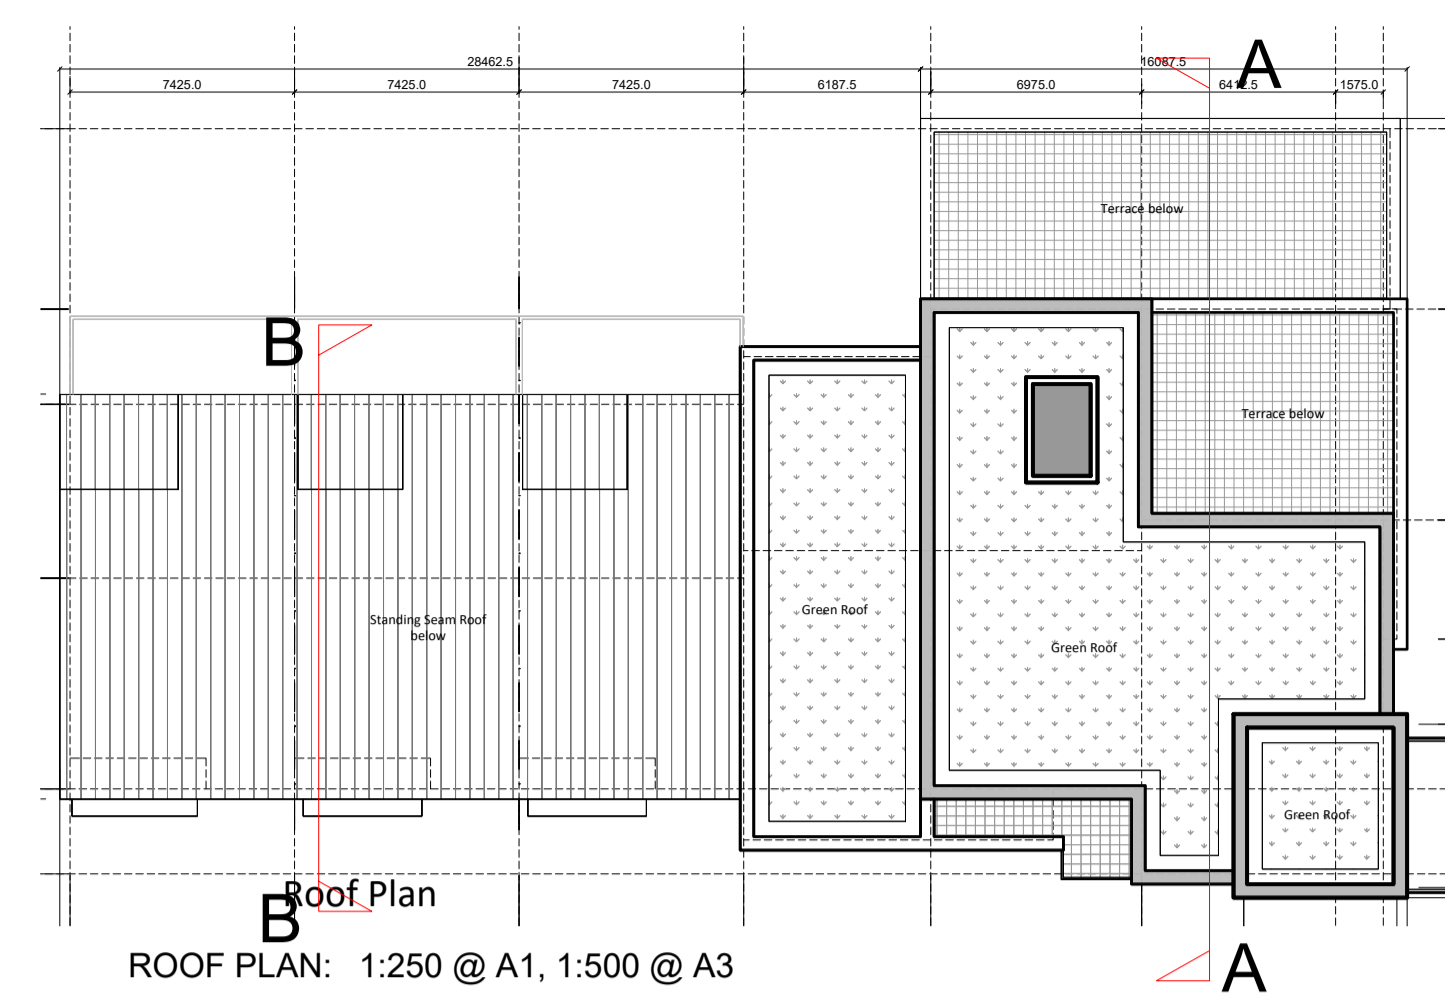 28462.5
16087.5
A
7425.0
7425.0
7425.0
6187.5
6975.0
6412.5
1575.0
Terrace below
B
Terrace below
Green Roof
Standing Seam Roof
below
Green Roof
Green Roof
Roof Plan
B
ROOF PLAN: 1:250 @ A1, 1:500 @ A3
A